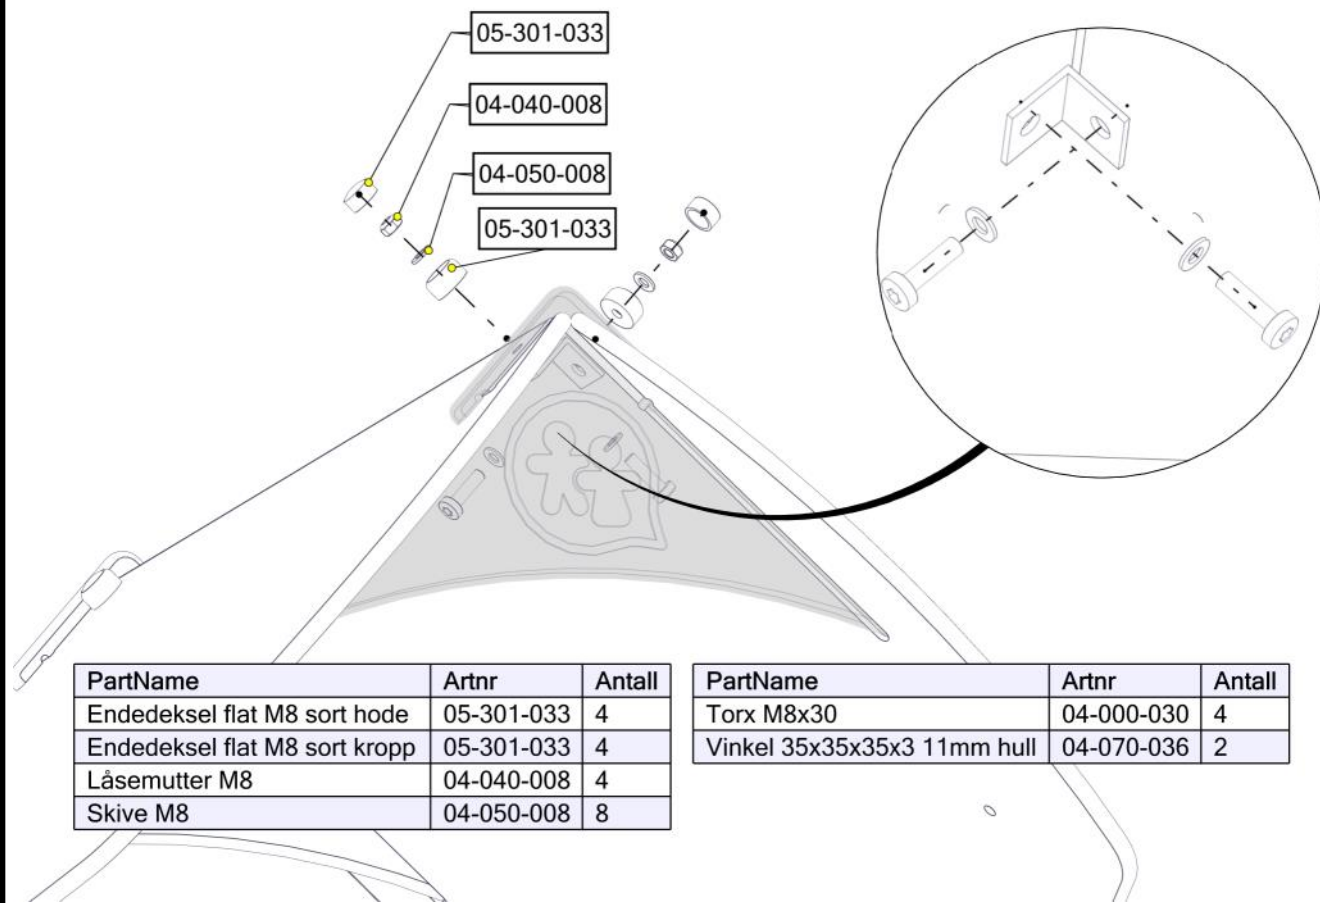 05-301-033
04-040-008
04-050-008
05-301-033
PartName Artnr Antall
Endedeksel flat M8 sort hode 05-301-033 4
Endedeksel flat M8 sort kropp 05-301-033 4
Låsemutter M8 04-040-008 4
Skive M8 04-050-008 8
PartName Artnr Antall
Torx M8x30 04-000-030 4
Vinkel 35x35x35x3 11mm hull 04-070-036 2